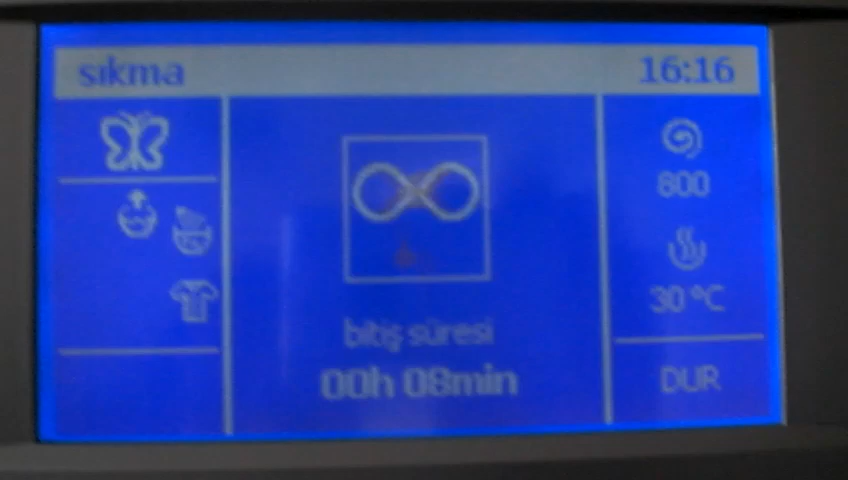 sıkma 16:16
800
30 °C
bitiş süresi
00h 08min
DUR